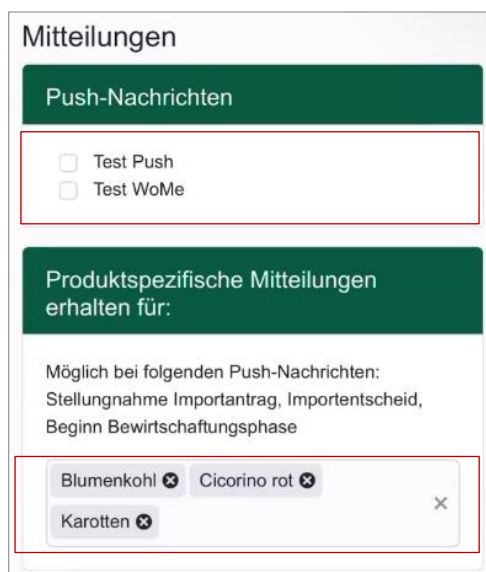 Mitteilungen
Push-Nachrichten
Test Push
Test WoMe
Produktspezifische Mitteilungen
erhalten für:
Möglich bei folgenden Push-Nachrichten:
Stellungnahme Importantrag, Importentscheid,
Beginn Bewirtschaftungsphase
Blumenkohl Cicorino rot
Karotten